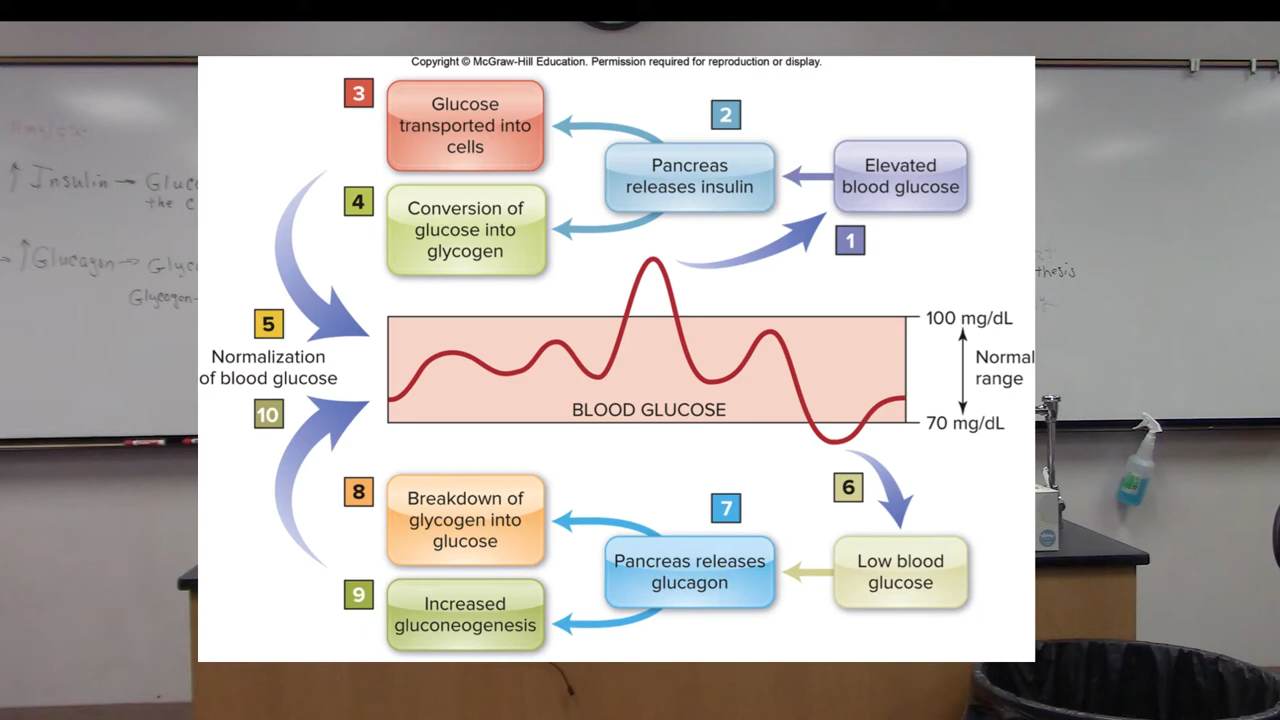 Copyright © McGraw-Hill Education. Permission required for reproduction or display.
3
Glucose
transported into
cells
2
Pancreas
releases insulin
Elevated
blood glucose
1
4
Conversion of
glucose into
glycogen
100 mg/dL
Normal
range
70 mg/dL
5
Normalization
of blood glucose
10
BLOOD GLUCOSE
6
8
Breakdown of
glycogen into
glucose
7
Pancreas releases
glucagon
Low blood
glucose
9
Increased
gluconeogenesis
↑ Insulin → Gluc
the c
→ ↑Glucagon → Glyc
Glycogen-
thesis